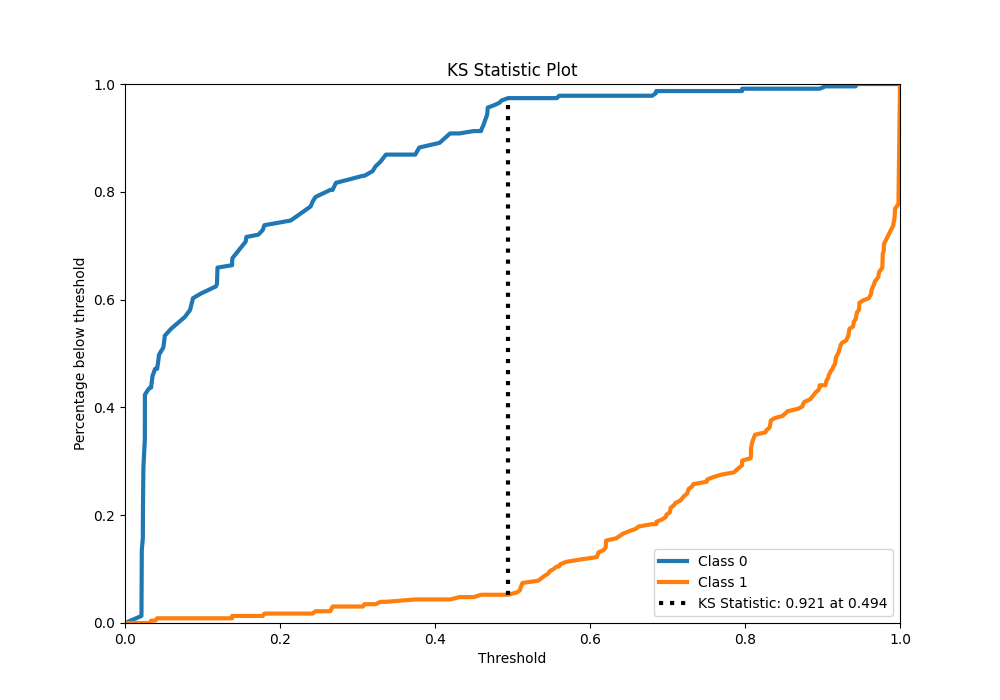 KS Statistic Plot
1.0
0.8
0.6
0.4
0.2
0.0
Percentage below threshold
0.0 0.2 0.4 0.6 0.8 1.0
Threshold
Class 0
Class 1
KS Statistic: 0.921 at 0.494